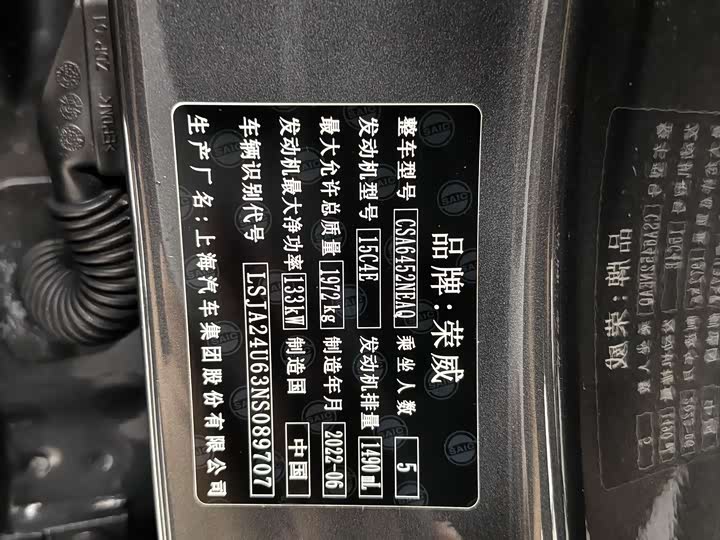 品牌:荣威
整车型号 CSA6452NEAQ 乘坐人数 5
发动机型号 15C4E 发动机排量 1490mL
最大允许总质量 1972kg 制造年月 2022-06
发动机最大净功率 133kW 制造国 中国
车辆识别代号 LSJA24U63NS089707
生产厂名:上海汽车集团股份有限公司